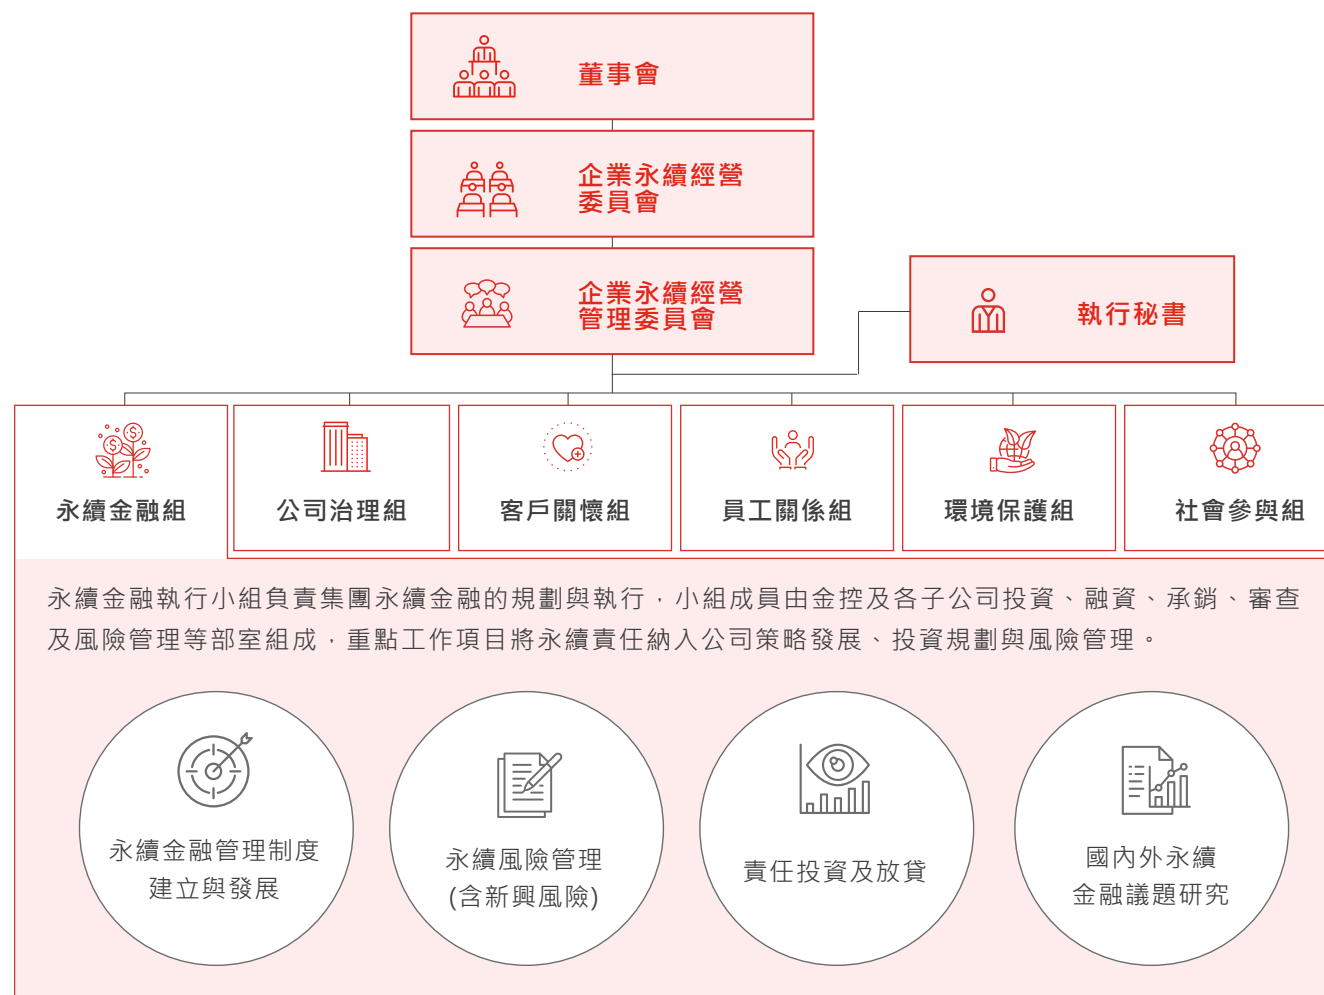 董事會
企業永續經營
委員會
企業永續經營
管理委員會
執行秘書
永續金融組
公司治理組
客戶關懷組
員工關係組
環境保護組
社會參與組
永續金融執行小組負責集團永續金融的規劃與執行，小組成員由金控及各子公司投資、融資、承銷、審查
及風險管理等部室組成，重點工作項目將永續責任納入公司策略發展、投資規劃與風險管理。
永續金融管理制度
建立與發展
永續風險管理
(含新興風險)
責任投資及放貸
國內外永續
金融議題研究